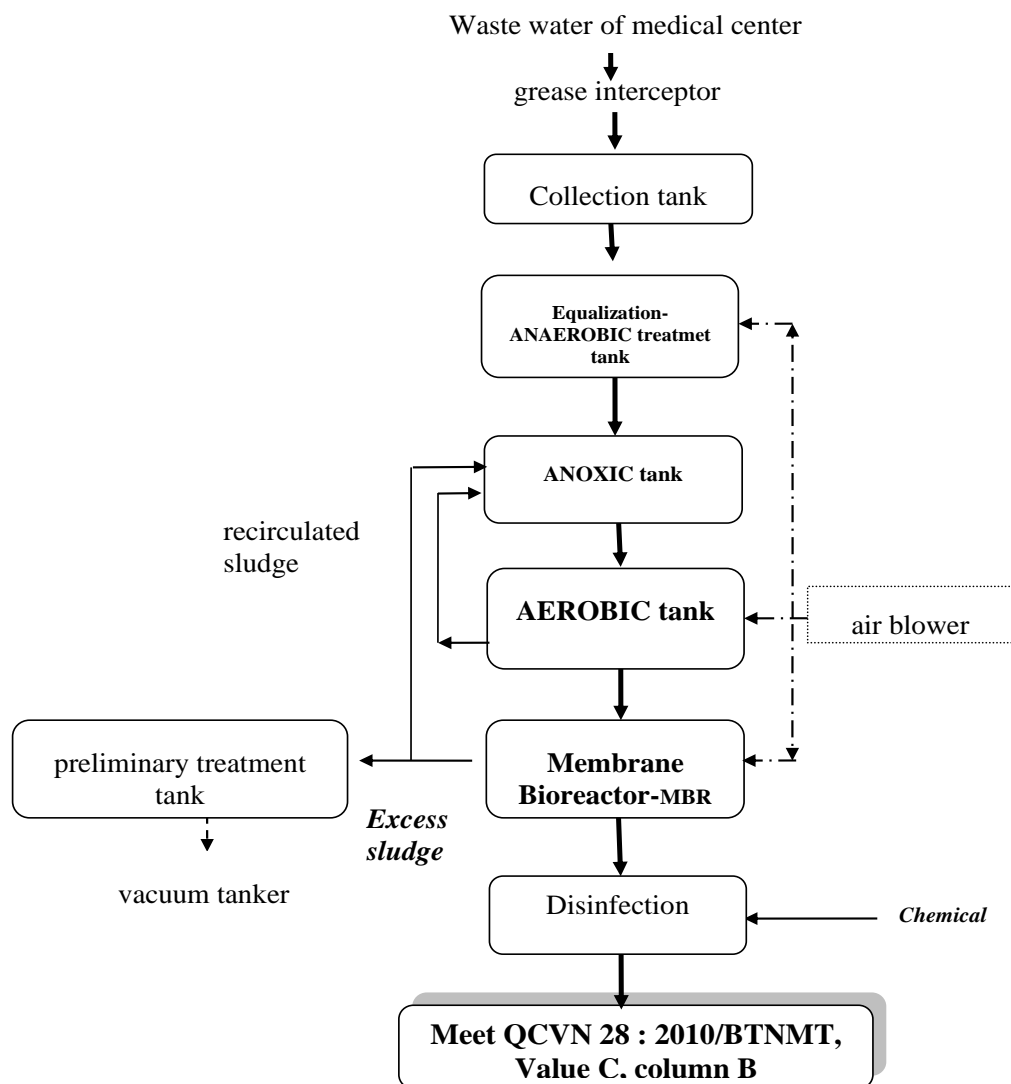 Waste water of medical center
grease interceptor
Collection tank
Equalization-
ANAEROBIC treatmet
tank
ANOXIC tank
recirculated
sludge
AEROBIC tank
air blower
preliminary treatment
tank
Membrane
Bioreactor-MBR
Excess
sludge
vacuum tanker
Disinfection
Chemical
Meet QCVN 28 : 2010/BTNMT,
Value C, column B